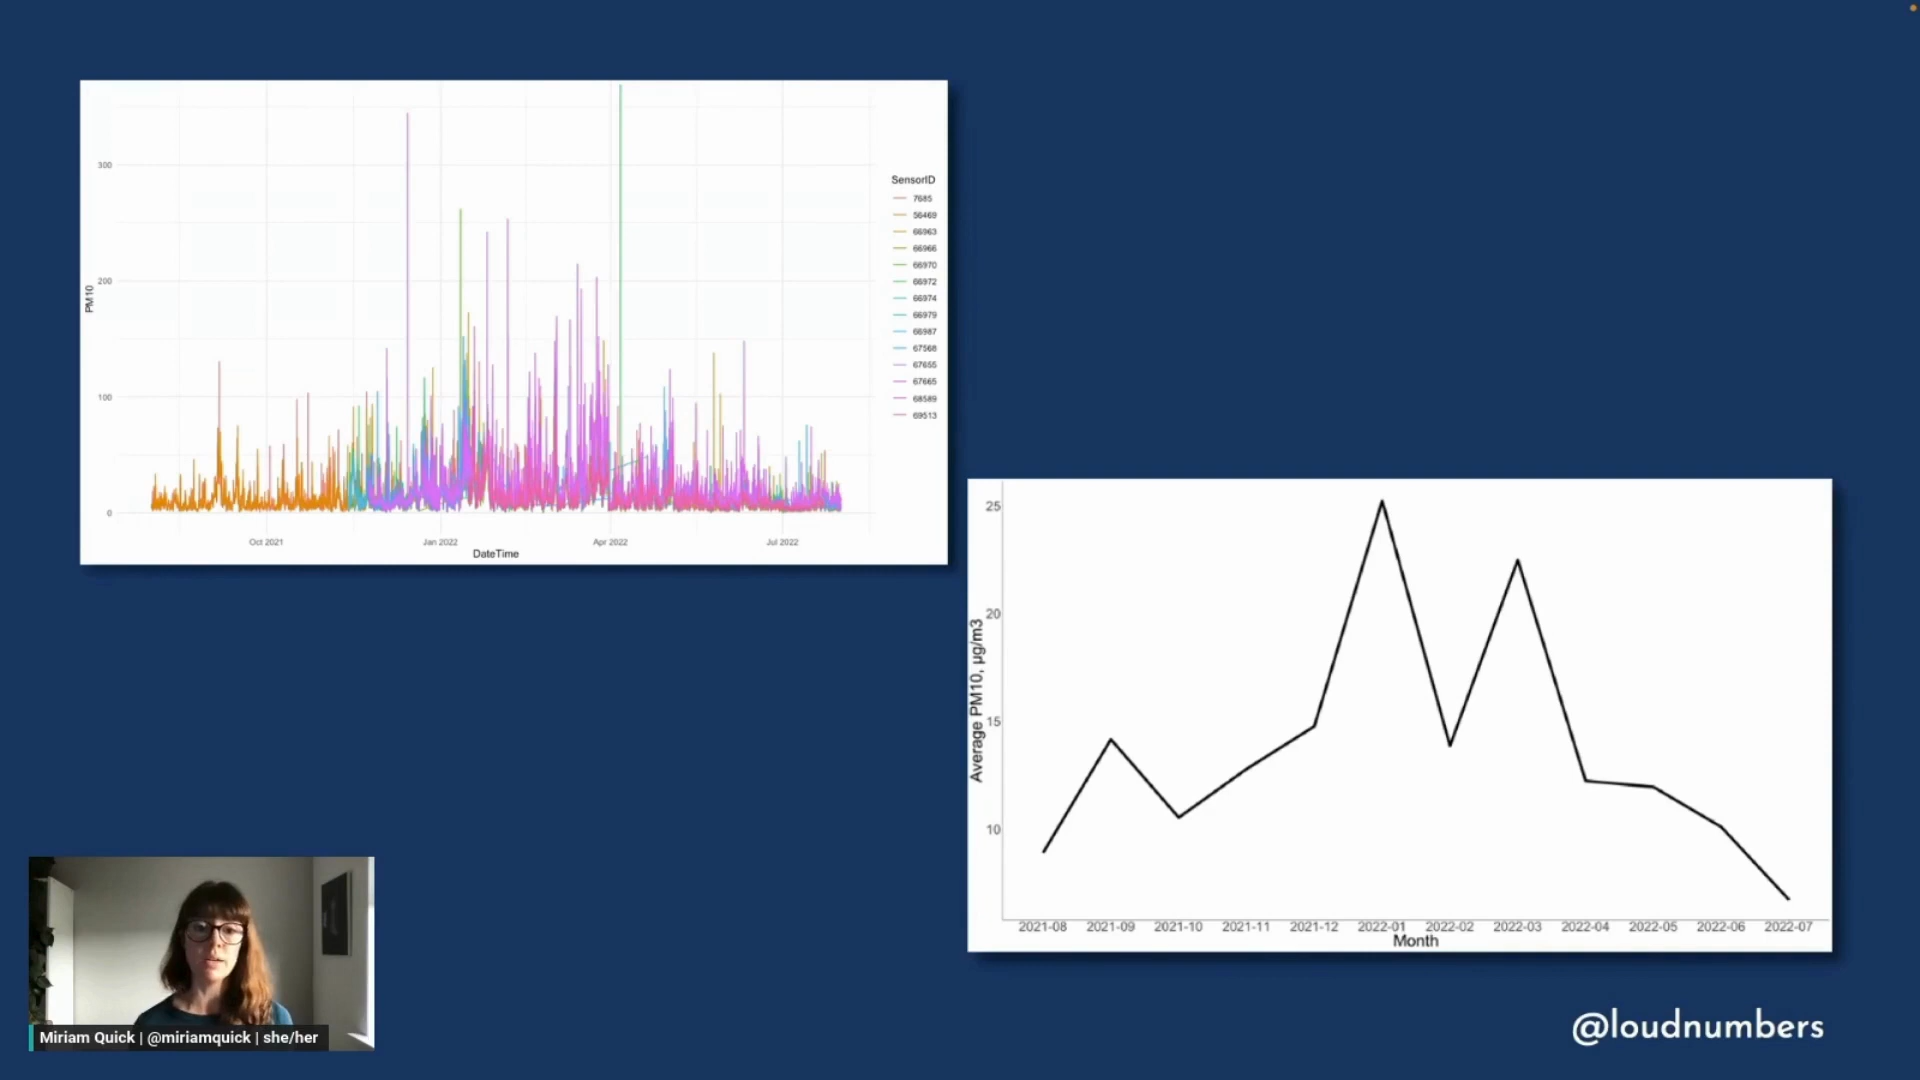 300
200
100
0
PM10
Oct 2021 Jan 2022 Apr 2022 Jul 2022
DateTime
SensorID
7685
56469
66963
66966
66970
66972
66974
66979
66987
67568
67655
67665
68589
69513
25
20
15
10
Average PM10, µg/m3
2021-08 2021-09 2021-10 2021-11 2021-12 2022-01 2022-02 2022-03 2022-04 2022-05 2022-06 2022-07
Month
Miriam Quick | @miriamquick | she/her
@loudnumbers